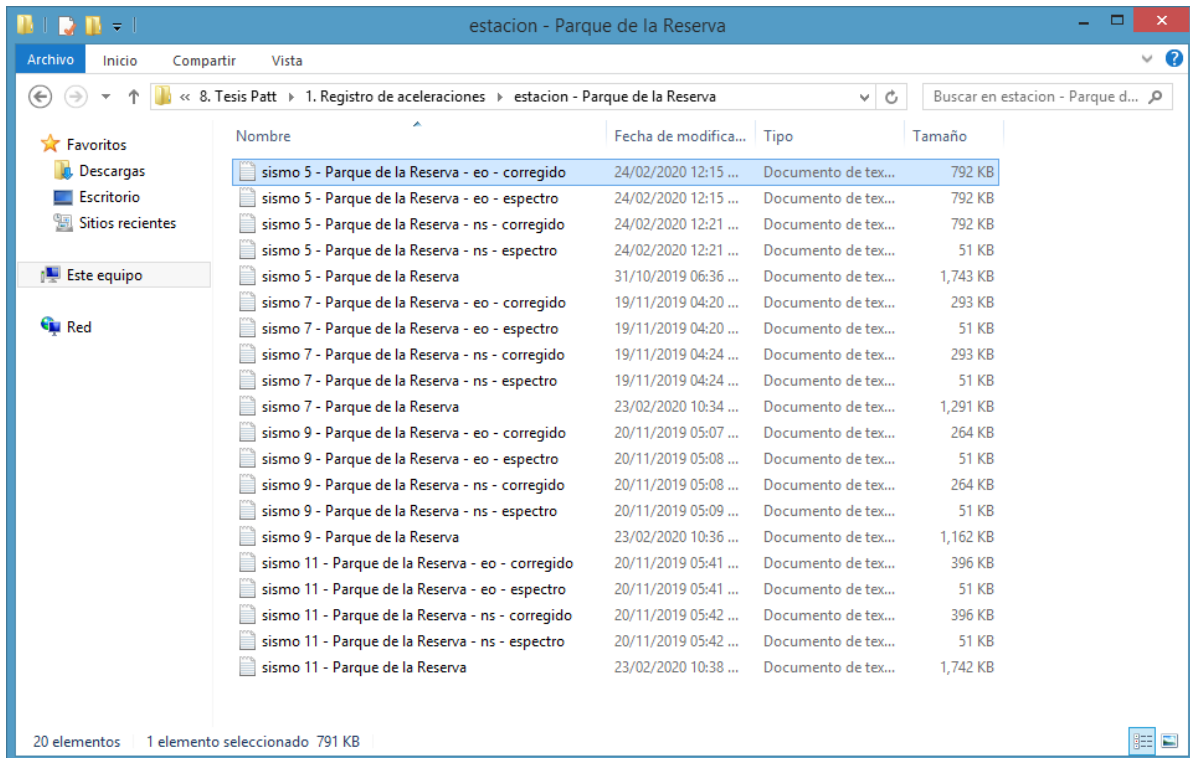 estacion - Parque de la Reserva
Archivo Inicio Compartir Vista
« 8. Tesis Patt 1. Registro de aceleraciones estacion - Parque de la Reserva Buscar en estacion - Parque d...
Favoritos
Descargas
Escritorio
Sitios recientes
Este equipo
Red
Nombre Fecha de modifica... Tipo Tamaño
sismo 5 - Parque de la Reserva - eo - corregido 24/02/2020 12:15 ... Documento de tex... 792 KB
sismo 5 - Parque de la Reserva - eo - espectro 24/02/2020 12:15 ... Documento de tex... 792 KB
sismo 5 - Parque de la Reserva - ns - corregido 24/02/2020 12:21 ... Documento de tex... 792 KB
sismo 5 - Parque de la Reserva - ns - espectro 24/02/2020 12:21 ... Documento de tex... 51 KB
sismo 5 - Parque de la Reserva 31/10/2019 06:36 ... Documento de tex... 1,743 KB
sismo 7 - Parque de la Reserva - eo - corregido 19/11/2019 04:20 ... Documento de tex... 293 KB
sismo 7 - Parque de la Reserva - eo - espectro 19/11/2019 04:20 ... Documento de tex... 51 KB
sismo 7 - Parque de la Reserva - ns - corregido 19/11/2019 04:24 ... Documento de tex... 293 KB
sismo 7 - Parque de la Reserva - ns - espectro 19/11/2019 04:24 ... Documento de tex... 51 KB
sismo 7 - Parque de la Reserva 23/02/2020 10:34 ... Documento de tex... 1,291 KB
sismo 9 - Parque de la Reserva - eo - corregido 20/11/2019 05:07 ... Documento de tex... 264 KB
sismo 9 - Parque de la Reserva - eo - espectro 20/11/2019 05:08 ... Documento de tex... 51 KB
sismo 9 - Parque de la Reserva - ns - corregido 20/11/2019 05:08 ... Documento de tex... 264 KB
sismo 9 - Parque de la Reserva - ns - espectro 20/11/2019 05:09 ... Documento de tex... 51 KB
sismo 9 - Parque de la Reserva 23/02/2020 10:36 ... Documento de tex... 1,162 KB
sismo 11 - Parque de la Reserva - eo - corregido 20/11/2019 05:41 ... Documento de tex... 396 KB
sismo 11 - Parque de la Reserva - eo - espectro 20/11/2019 05:41 ... Documento de tex... 51 KB
sismo 11 - Parque de la Reserva - ns - corregido 20/11/2019 05:42 ... Documento de tex... 396 KB
sismo 11 - Parque de la Reserva - ns - espectro 20/11/2019 05:42 ... Documento de tex... 51 KB
sismo 11 - Parque de la Reserva 23/02/2020 10:38 ... Documento de tex... 1,742 KB
20 elementos 1 elemento seleccionado 791 KB